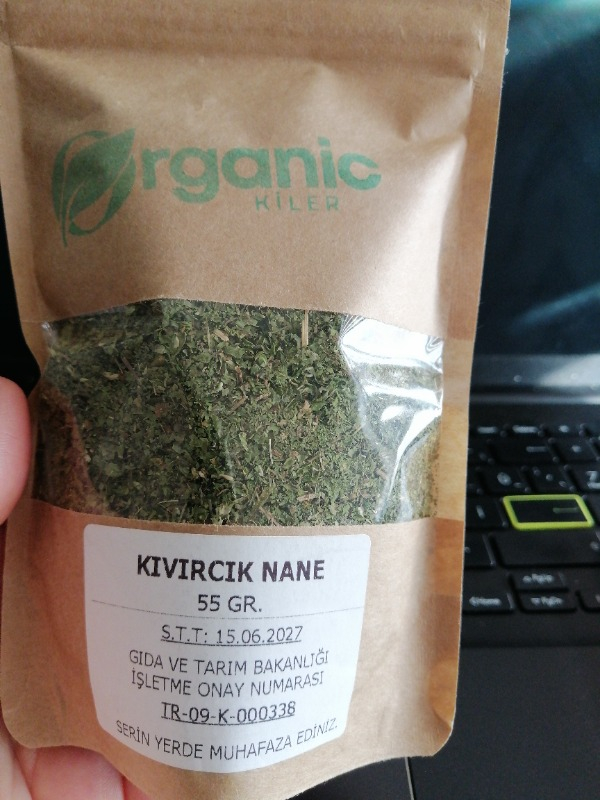 Organic
KİLER
KIVIRCIK NANE
55 GR.
S.T.T: 15.06.2027
GIDA VE TARIM BAKANLIĞI
İŞLETME ONAY NUMARASI
TR-09-K-000338
SERİN YERDE MUHAFAZA EDİNİZ.